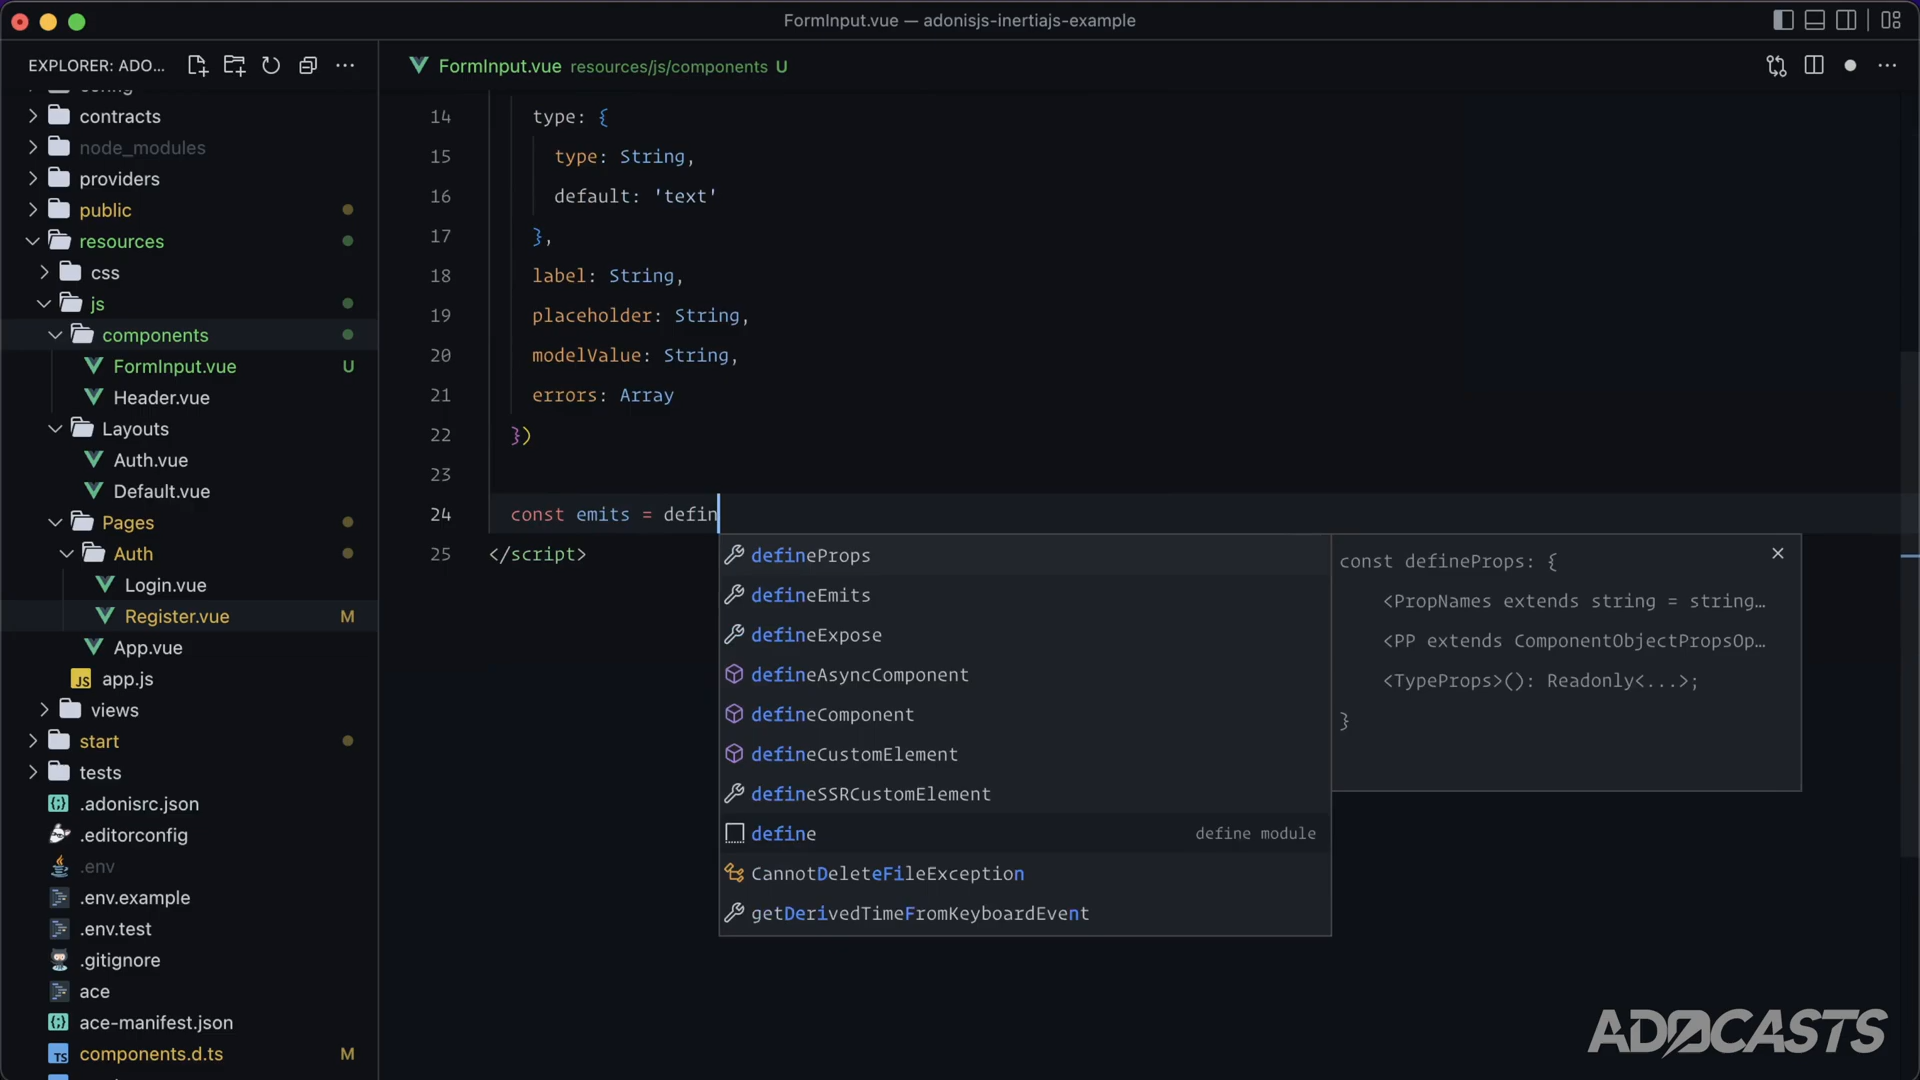 FormInput.vue — adonisjs-inertiajs-example
EXPLORER: ADO...
FormInput.vue resources/js/components U
contracts
node_modules
providers
public
resources
css
js
components
FormInput.vue U
Header.vue
Layouts
Auth.vue
Default.vue
Pages
Auth
Login.vue
Register.vue M
App.vue
JS app.js
views
start
tests
.adonisrc.json
.editorconfig
.env
.env.example
.env.test
.gitignore
ace
ace-manifest.json
TS components.d.ts M
14 type: {
15 type: String,
16 default: 'text'
17 },
18 label: String,
19 placeholder: String,
20 modelValue: String,
21 errors: Array
22 })
23
24 const emits = defin
25 </script>
defineProps
defineEmits
defineExpose
defineAsyncComponent
defineComponent
defineCustomElement
defineSSRCustomElement
define define module
CannotDeleteFileException
getDerivedTimeFromKeyboardEvent
const defineProps: {
<PropNames extends string = string…
<PP extends ComponentObjectPropsOp…
<TypeProps>(): Readonly<...>;
}
ADOCASTS